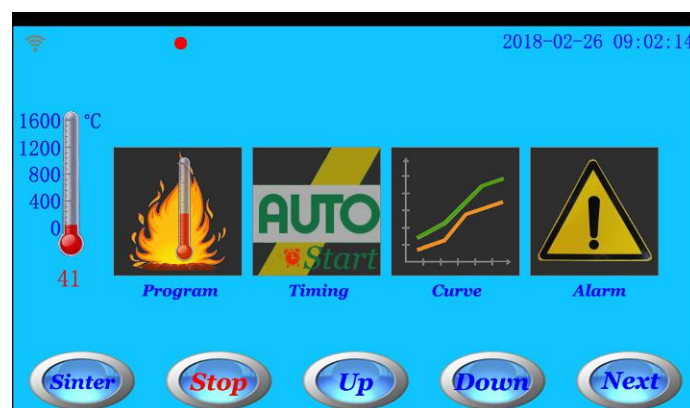 2018-02-26 09:02:14
1600 °C
1200
800
400
0
41
AUTO
Start
Program
Timing
Curve
Alarm
Sinter
Stop
Up
Down
Next